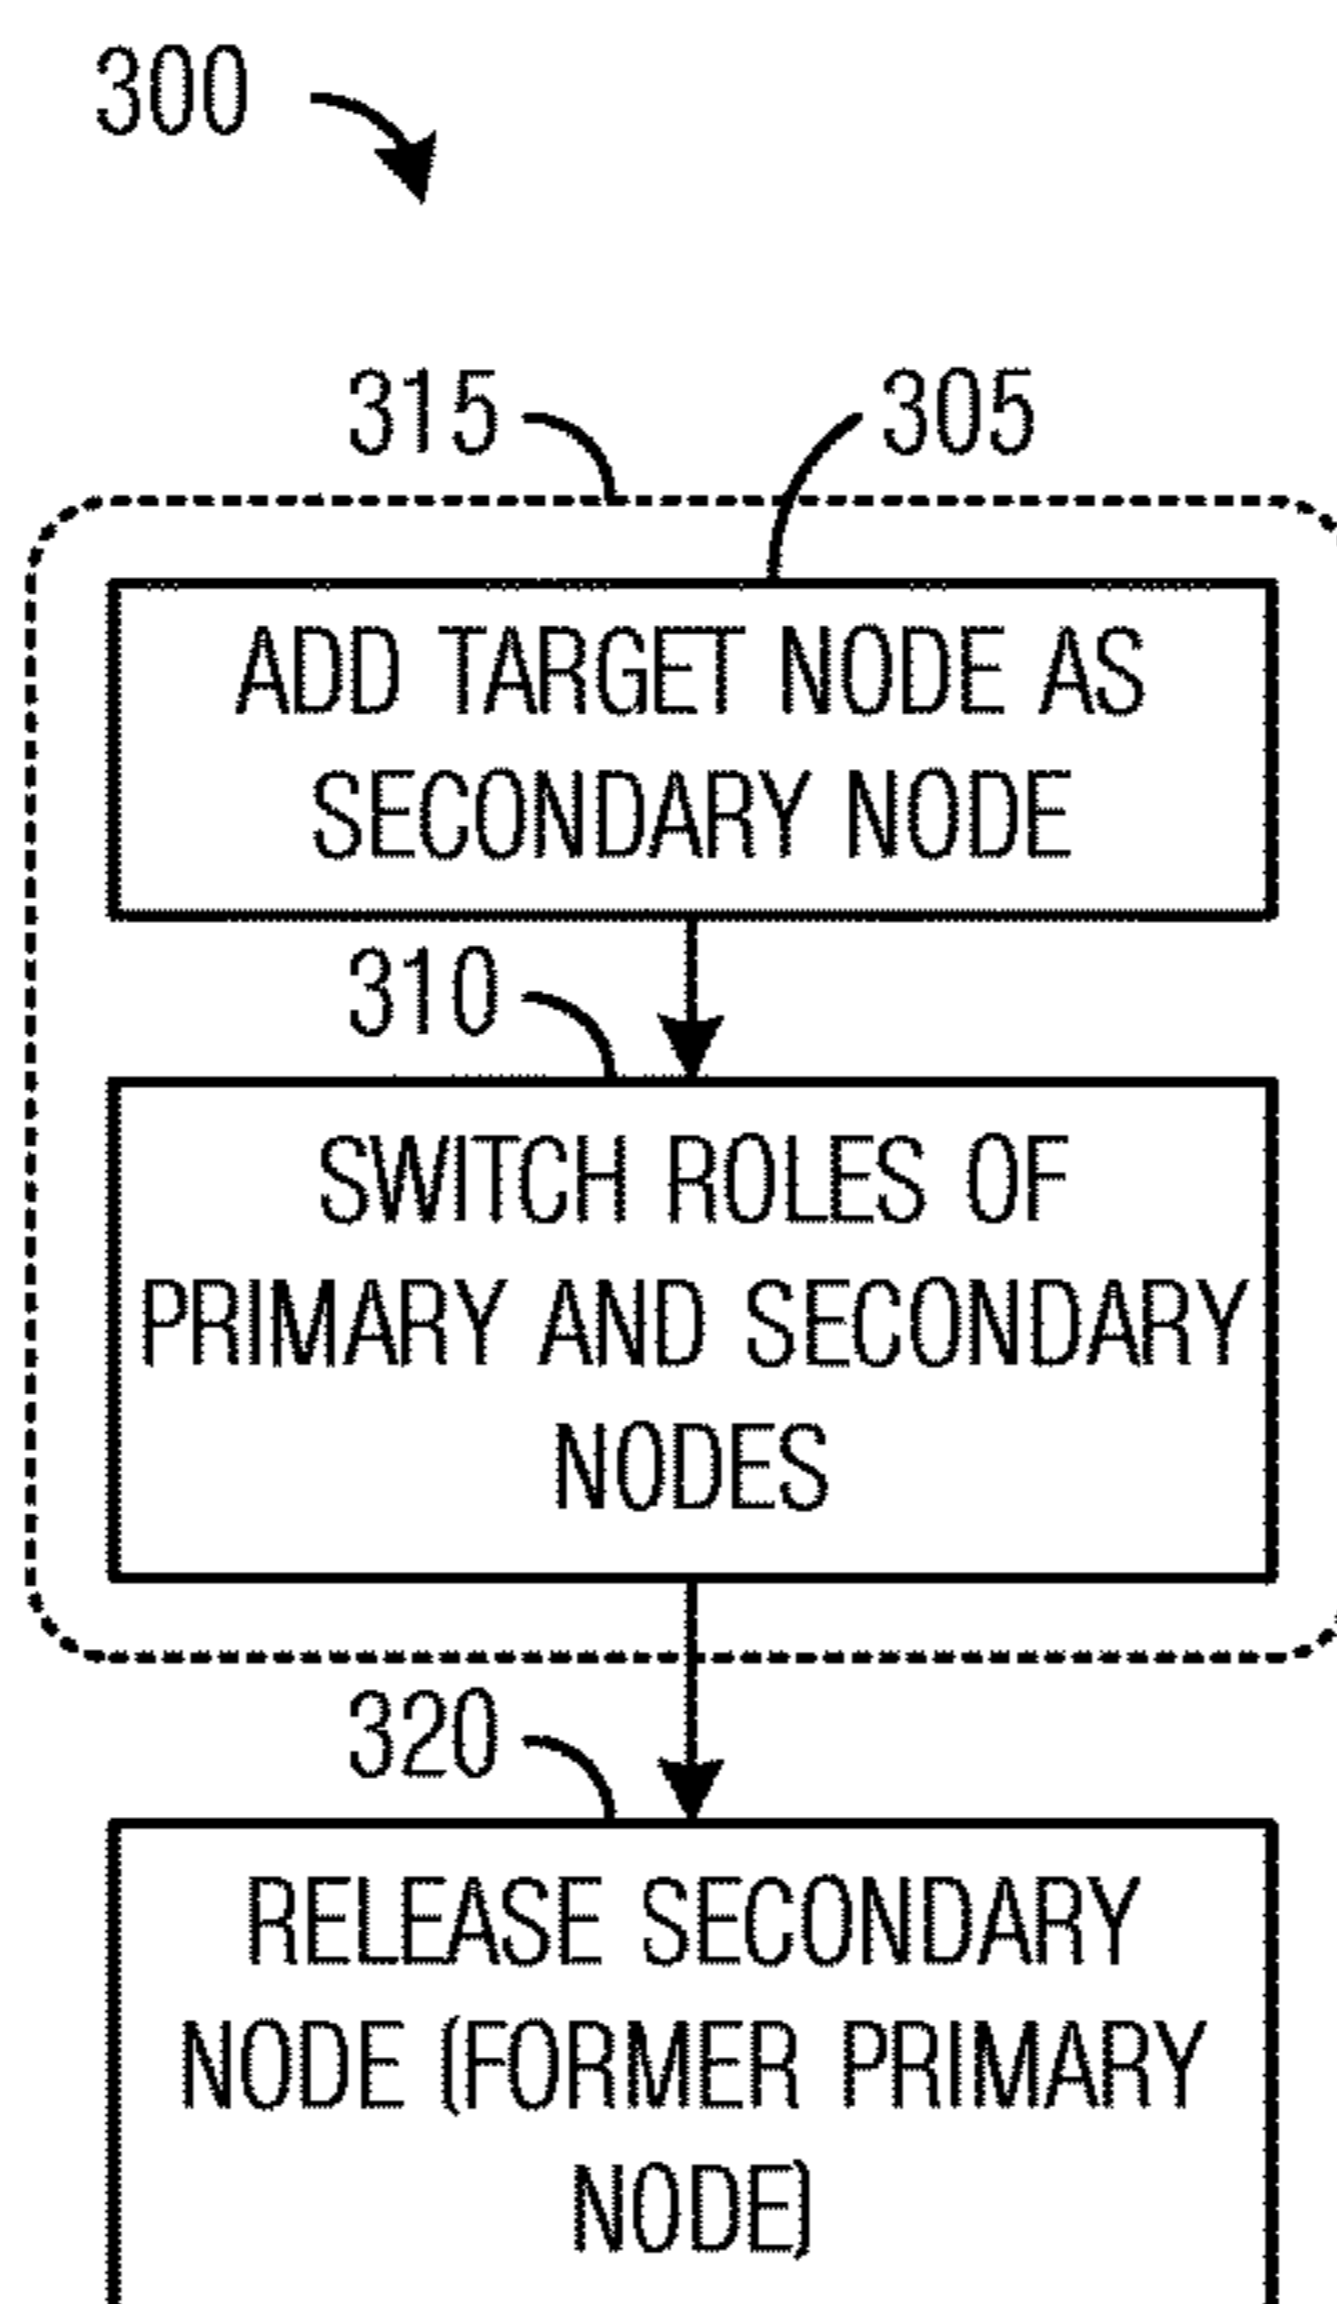 300
315
305
ADD TARGET NODE AS
SECONDARY NODE
310
SWITCH ROLES OF
PRIMARY AND SECONDARY
NODES
320
RELEASE SECONDARY
NODE (FORMER PRIMARY
NODE)